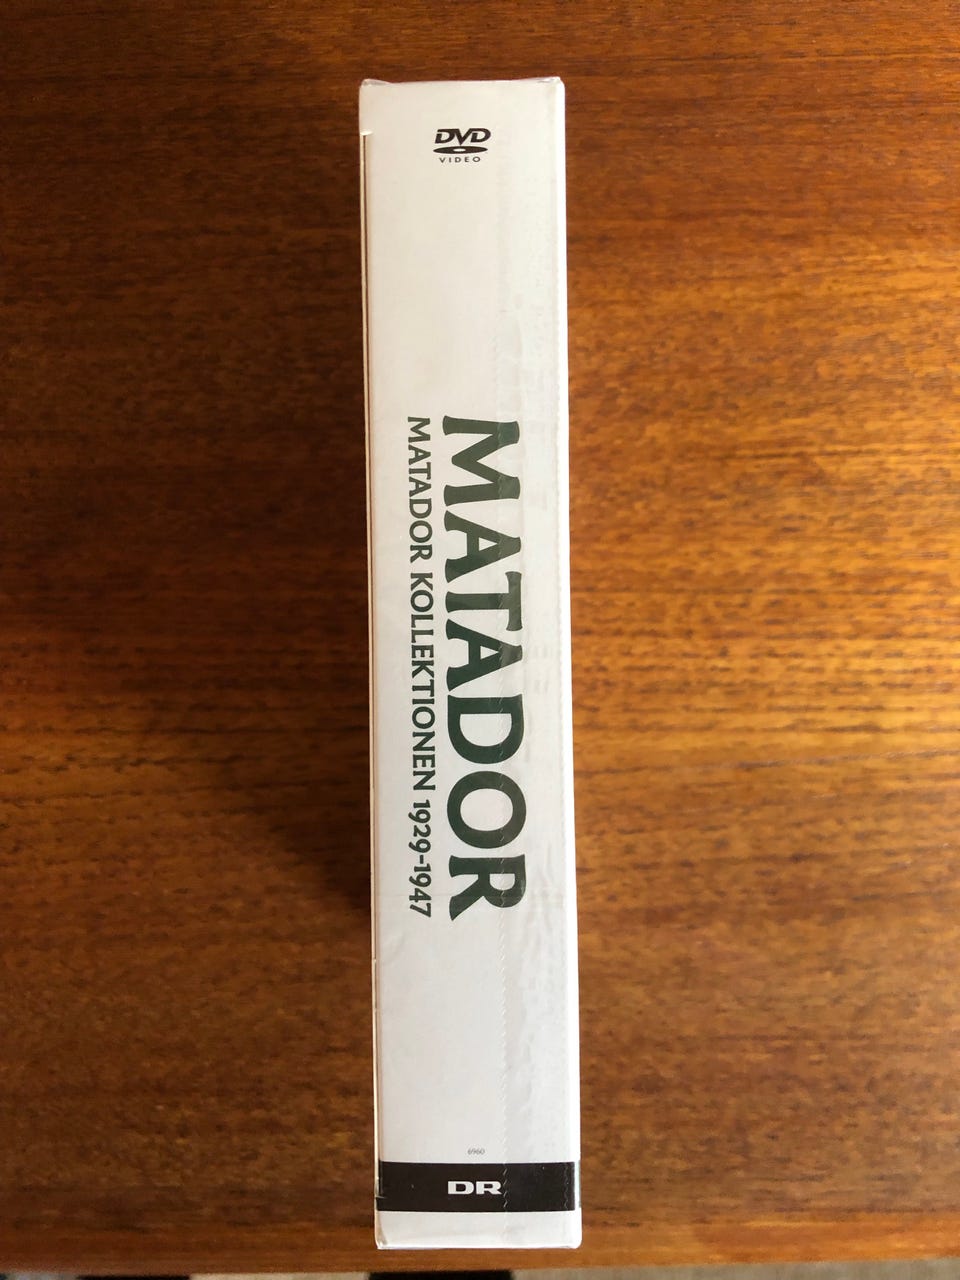 DVD
VIDEO
MATADOR
MATADOR KOLLEKTIONEN 1929-1947
6960
DR